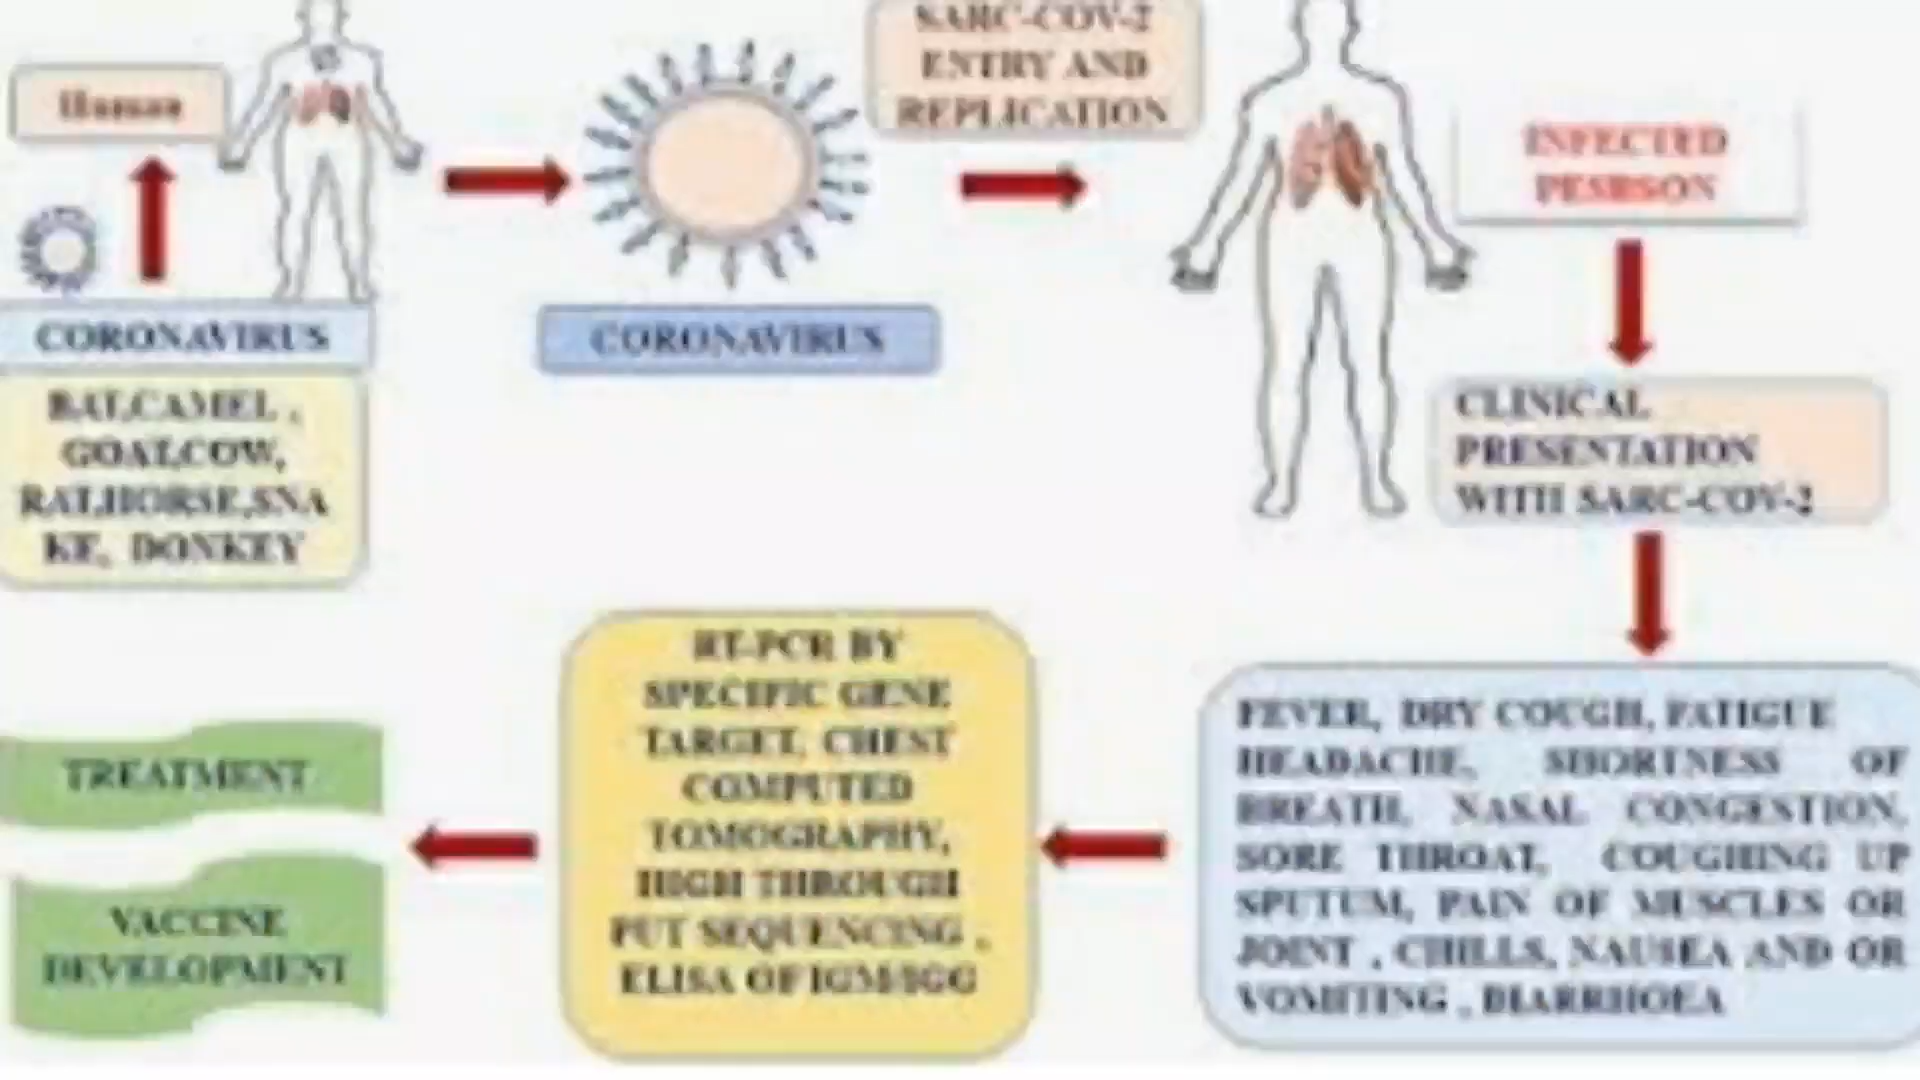 Human
CORONAVIRUS
BAT,CAMEL ,
GOAT,COW,
RAT,HORSE,SNA
KE, DONKEY
CORONAVIRUS
SARC-COV-2
ENTRY AND
REPLICATION
INFECTED
PESRSON
CLINICAL
PRESENTATION
WITH SARC-COV-2
FEVER, DRY COUGH, FATIGUE
HEADACHE, SHORTNESS OF
BREATH, NASAL CONGESTION,
SORE THROAT, COUGHING UP
SPUTUM, PAIN OF MUSCLES OR
JOINT , CHILLS, NAUSEA AND OR
VOMITING , DIARRHOEA
RT-PCR BY
SPECIFIC GENE
TARGET, CHEST
COMPUTED
TOMOGRAPHY,
HIGH THROUGH
PUT SEQUENCING ,
ELISA OF IGM/IGG
TREATMENT
VACCINE
DEVELOPMENT